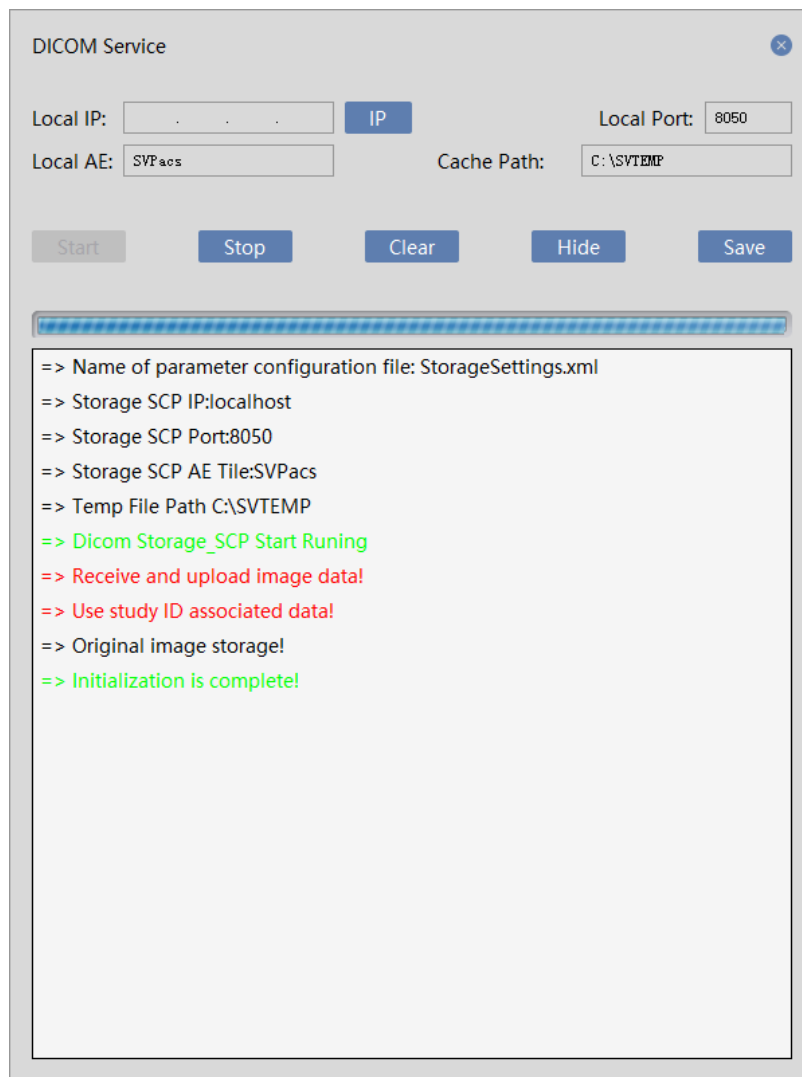 DICOM Service
Local IP: . . . IP Local Port: 8050
Local AE: SVPacs Cache Path: C:\SVTEMP
Start Stop Clear Hide Save
=> Name of parameter configuration file: StorageSettings.xml
=> Storage SCP IP:localhost
=> Storage SCP Port:8050
=> Storage SCP AE Tile:SVPacs
=> Temp File Path C:\SVTEMP
=> Dicom Storage_SCP Start Runing
=> Receive and upload image data!
=> Use study ID associated data!
=> Original image storage!
=> Initialization is complete!